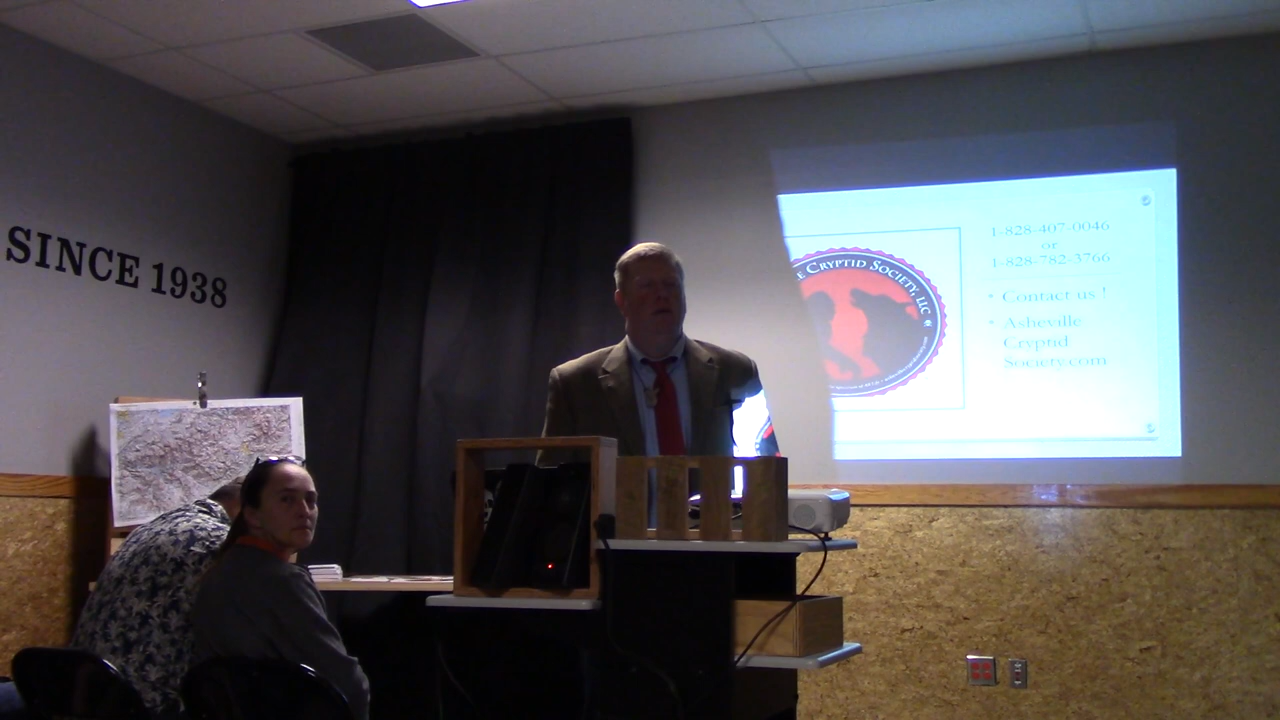 SINCE 1938
E CRYPTID SOCIETY, LLC
1-828-407-0046
or
1-828-782-3766
• Contact us !
• Asheville
Cryptid
Society.com